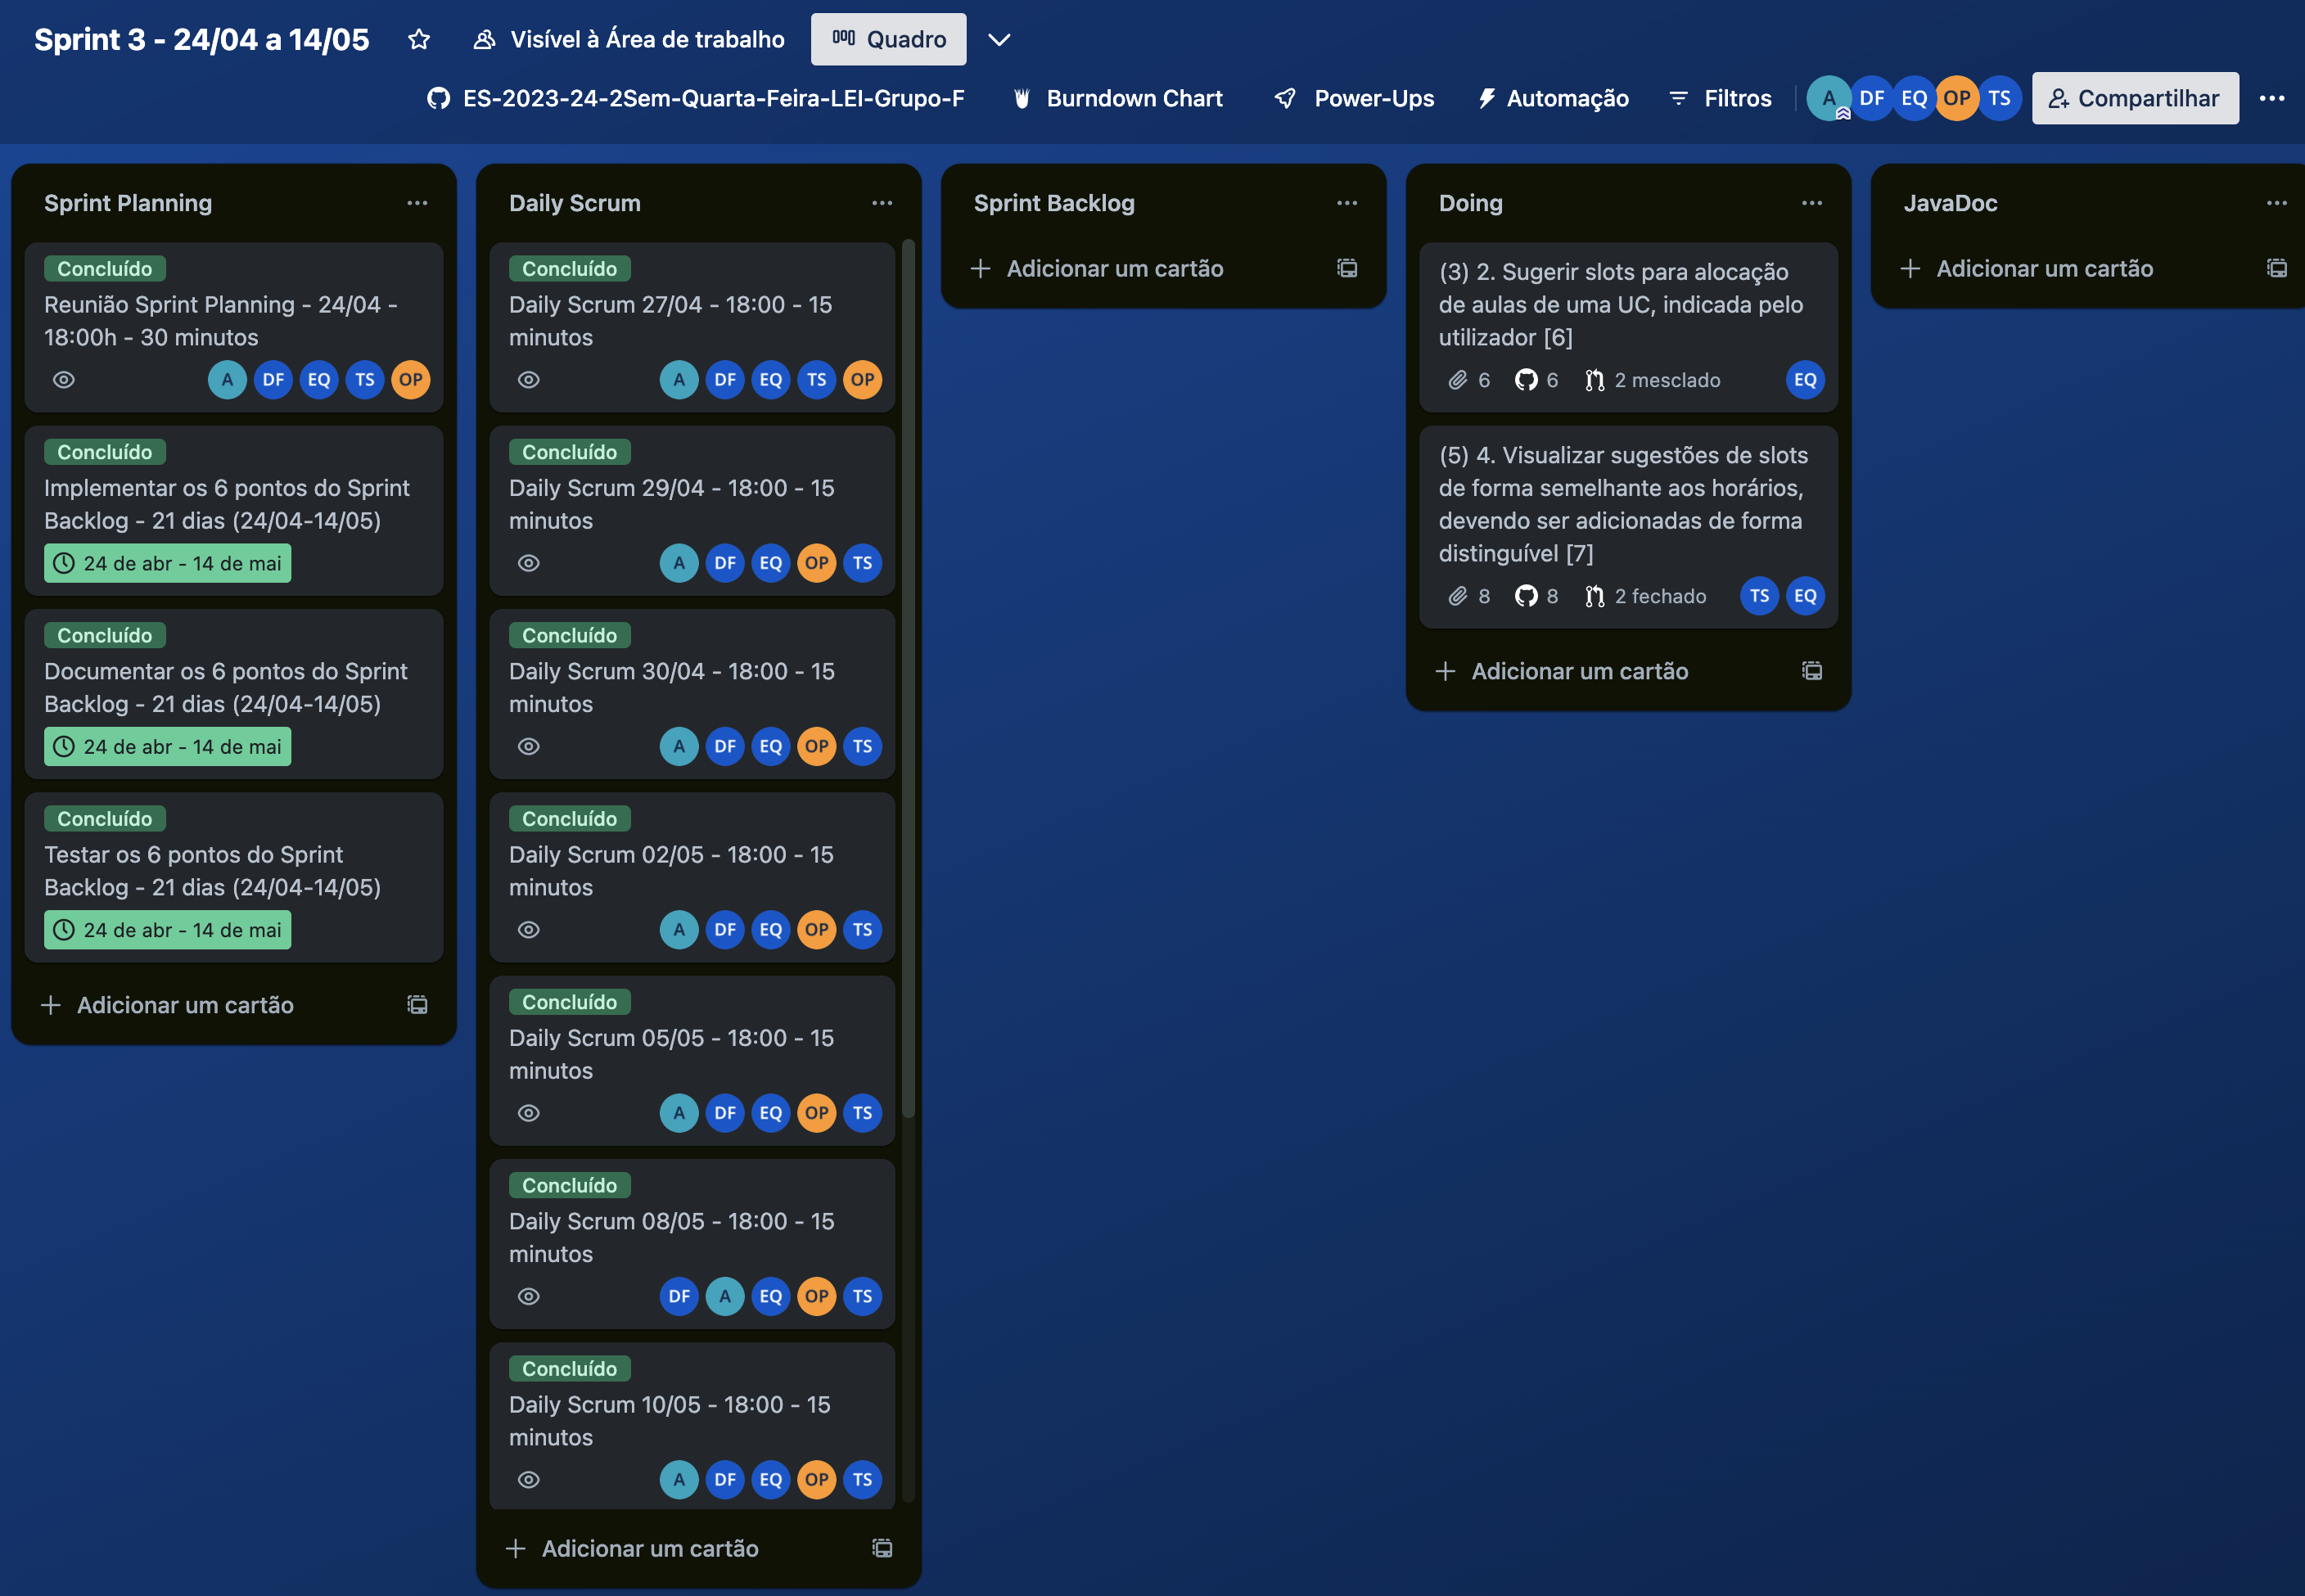 Sprint 3 - 24/04 a 14/05
Visível à Área de trabalho
Quadro
ES-2023-24-2Sem-Quarta-Feira-LEI-Grupo-F
Burndown Chart
Power-Ups
Automação
Filtros
A
DF
EQ
OP
TS
Compartilhar
Sprint Planning
Concluído
Reunião Sprint Planning - 24/04 -
18:00h - 30 minutos
A DF EQ TS OP
Concluído
Implementar os 6 pontos do Sprint
Backlog - 21 dias (24/04-14/05)
24 de abr - 14 de mai
Concluído
Documentar os 6 pontos do Sprint
Backlog - 21 dias (24/04-14/05)
24 de abr - 14 de mai
Concluído
Testar os 6 pontos do Sprint
Backlog - 21 dias (24/04-14/05)
24 de abr - 14 de mai
Adicionar um cartão
Daily Scrum
Concluído
Daily Scrum 27/04 - 18:00 - 15
minutos
A DF EQ TS OP
Concluído
Daily Scrum 29/04 - 18:00 - 15
minutos
A DF EQ OP TS
Concluído
Daily Scrum 30/04 - 18:00 - 15
minutos
A DF EQ OP TS
Concluído
Daily Scrum 02/05 - 18:00 - 15
minutos
A DF EQ OP TS
Concluído
Daily Scrum 05/05 - 18:00 - 15
minutos
A DF EQ OP TS
Concluído
Daily Scrum 08/05 - 18:00 - 15
minutos
DF A EQ OP TS
Concluído
Daily Scrum 10/05 - 18:00 - 15
minutos
A DF EQ OP TS
Adicionar um cartão
Sprint Backlog
Adicionar um cartão
Doing
(3) 2. Sugerir slots para alocação
de aulas de uma UC, indicada pelo
utilizador [6]
6 6 2 mesclado EQ
(5) 4. Visualizar sugestões de slots
de forma semelhante aos horários,
devendo ser adicionadas de forma
distinguível [7]
8 8 2 fechado TS EQ
Adicionar um cartão
JavaDoc
Adicionar um cartão